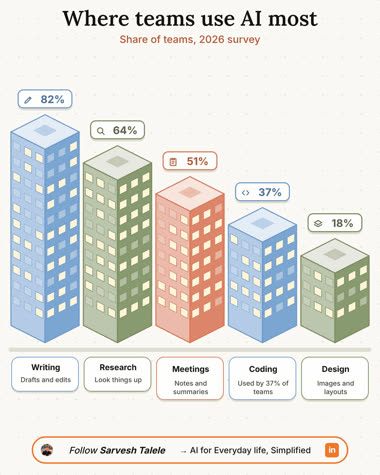 Where teams use AI most
Share of teams, 2026 survey
82%
64%
51%
37%
18%
Writing
Drafts and edits
Research
Look things up
Meetings
Notes and
summaries
Coding
Used by 37% of
teams
Design
Images and
layouts
Follow Sarvesh Talele → AI for Everyday life, Simplified
in